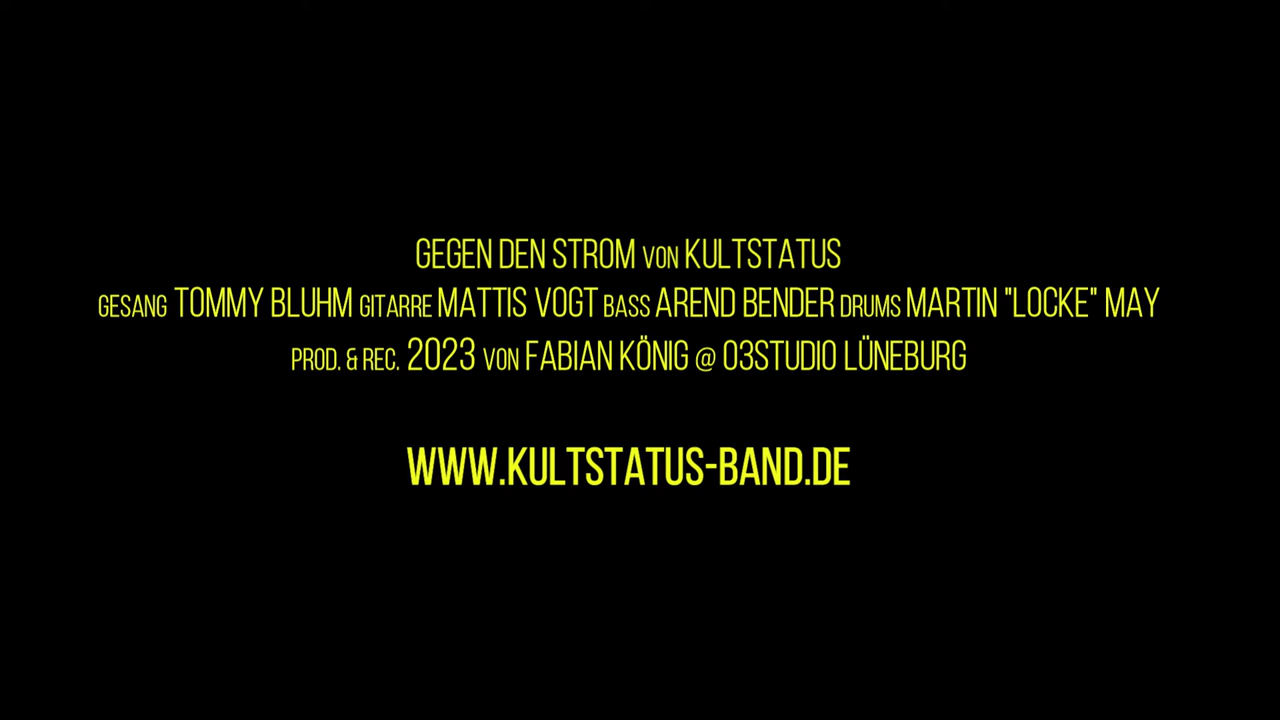 GEGEN DEN STROM VON KULTSTATUS
GESANG TOMMY BLUHM GITARRE MATTIS VOGT BASS AREND BENDER DRUMS MARTIN "LOCKE" MAY
PROD. & REC. 2023 VON FABIAN KÖNIG @ O3STUDIO LÜNEBURG
WWW.KULTSTATUS-BAND.DE